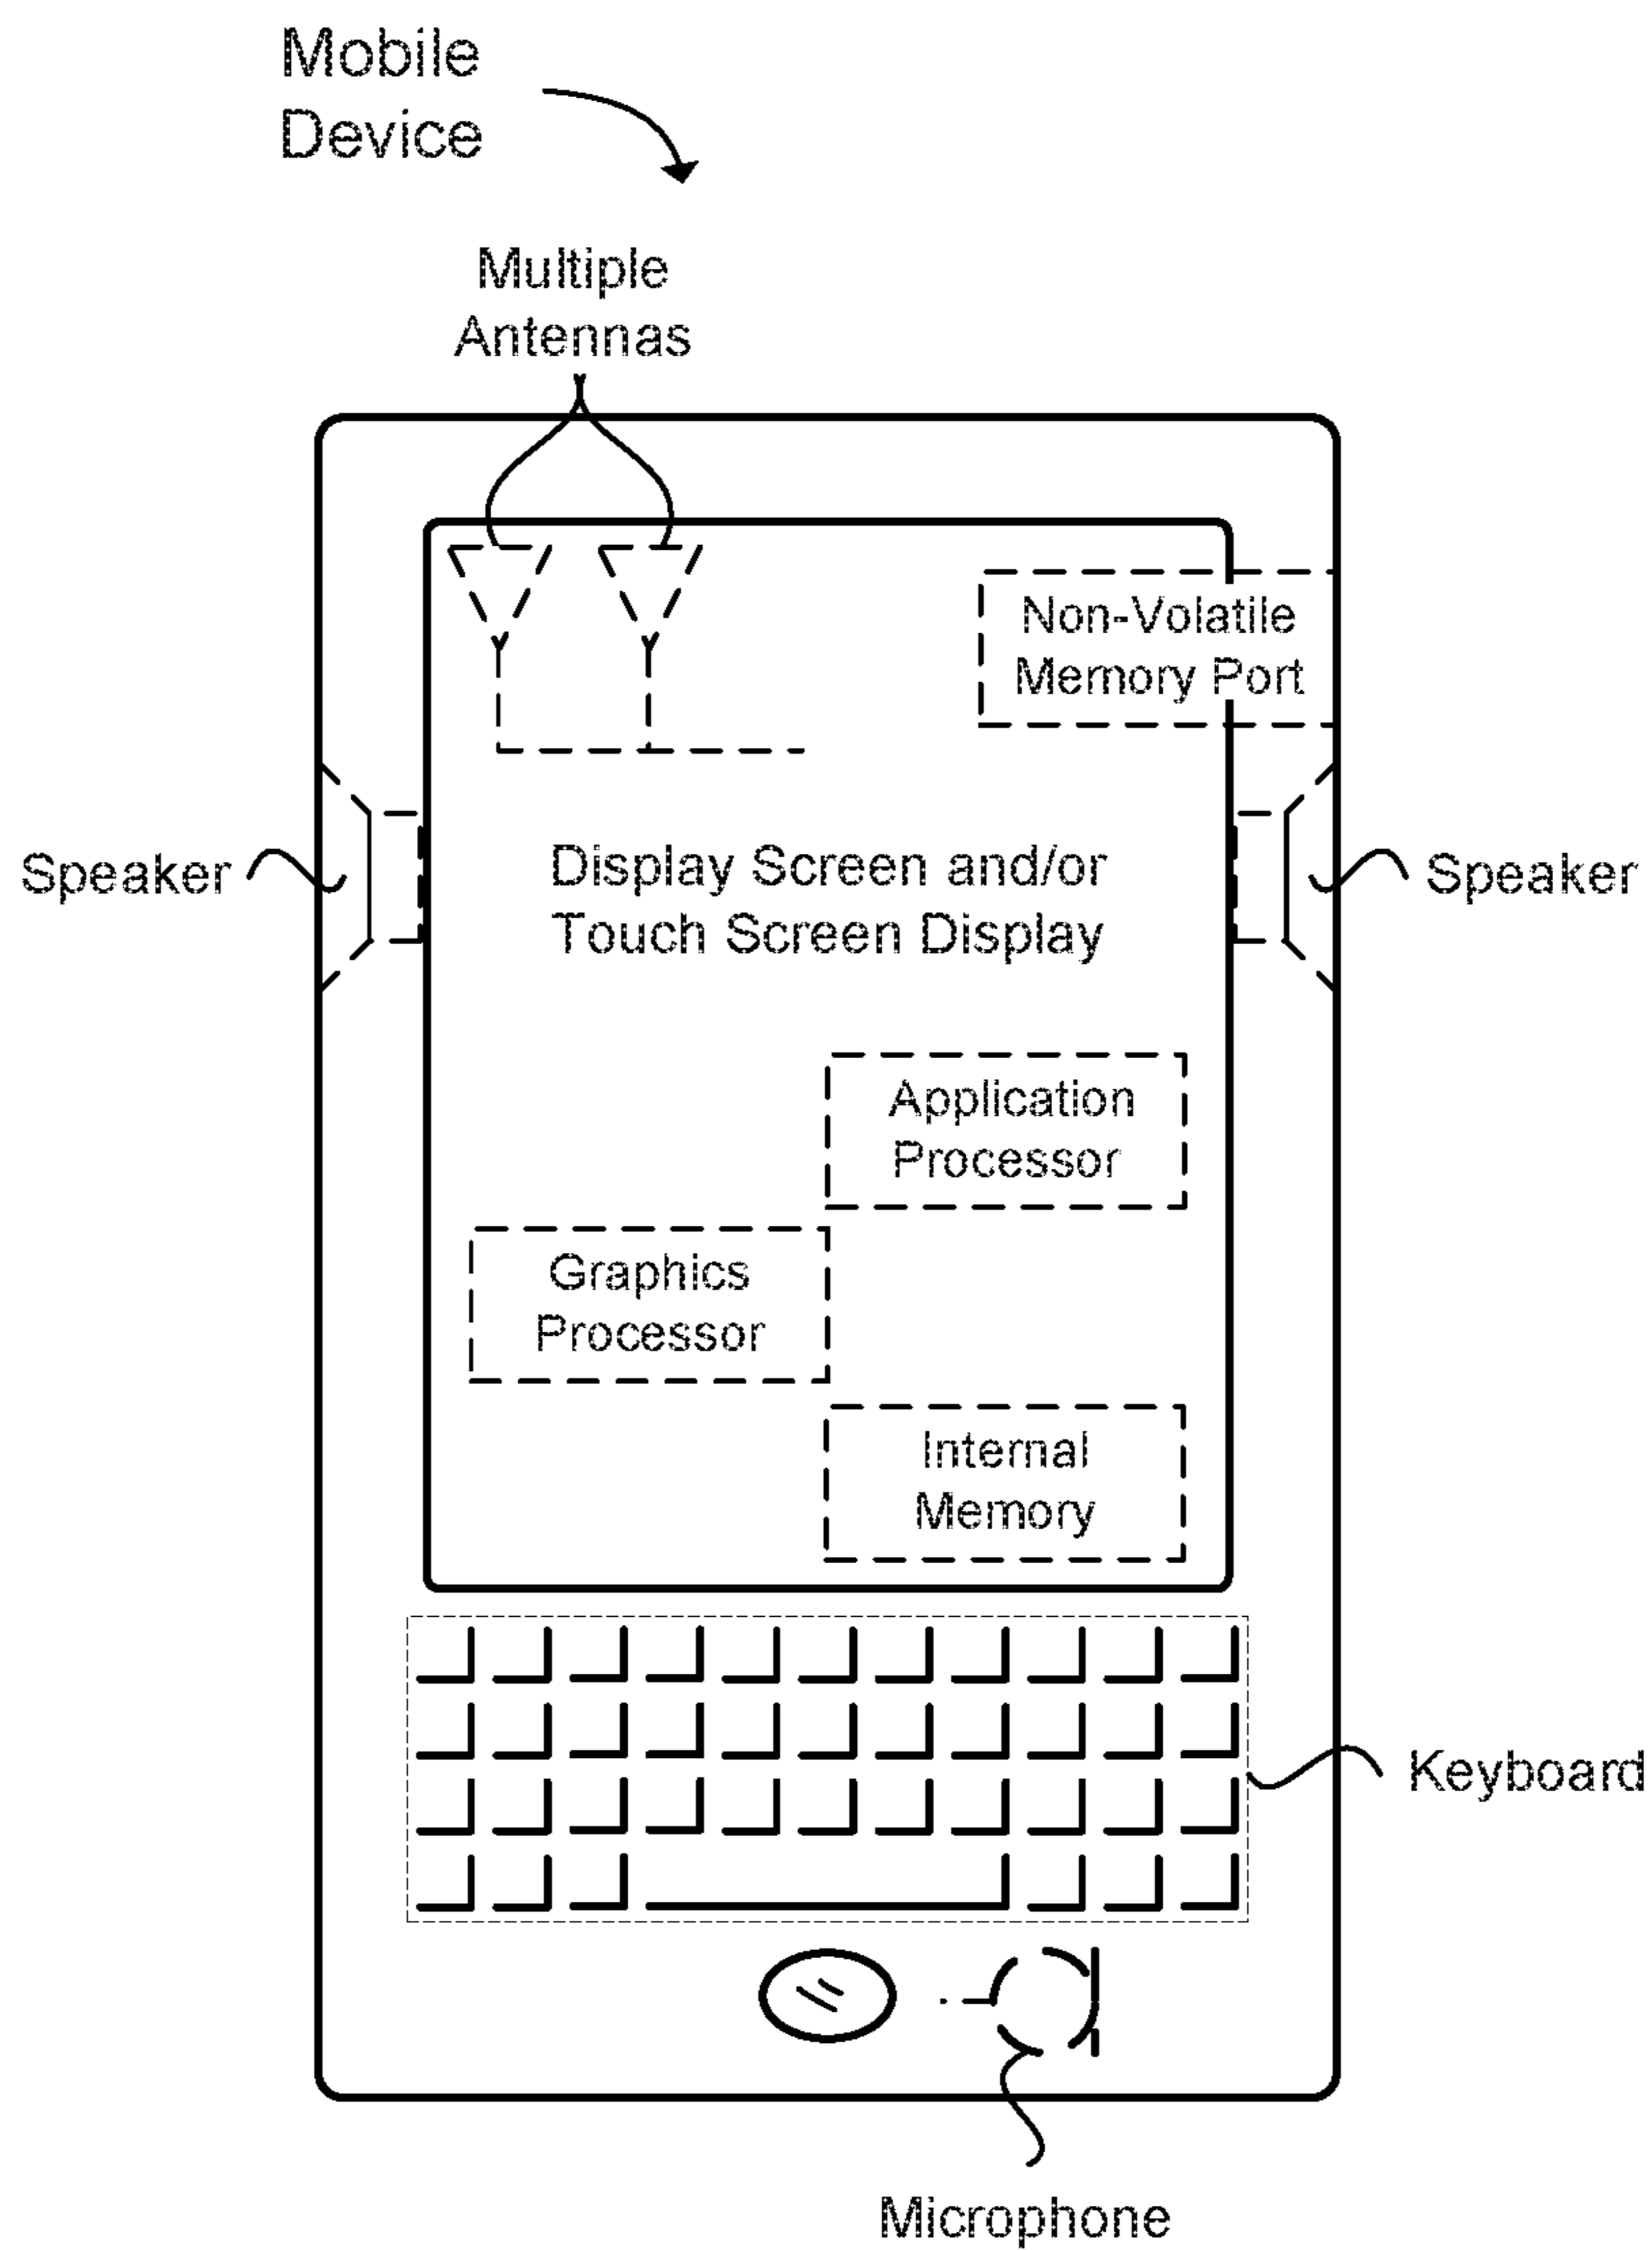 Mobile
Device
Multiple
Antennas
Non-Volatile
Memory Port
Speaker
Display Screen and/or
Touch Screen Display
Speaker
Application
Processor
Graphics
Processor
Internal
Memory
Keyboard
Microphone